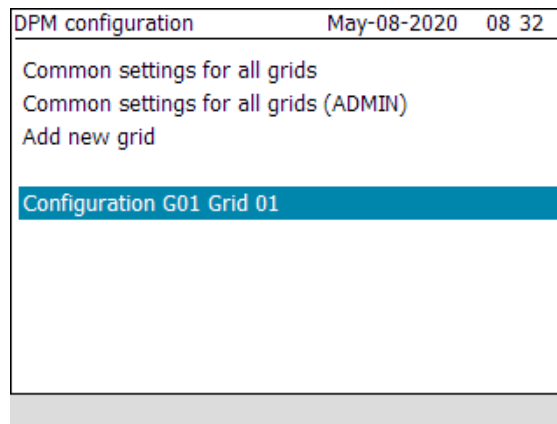 DPM configuration May-08-2020 08 32
Common settings for all grids
Common settings for all grids (ADMIN)
Add new grid
Configuration G01 Grid 01